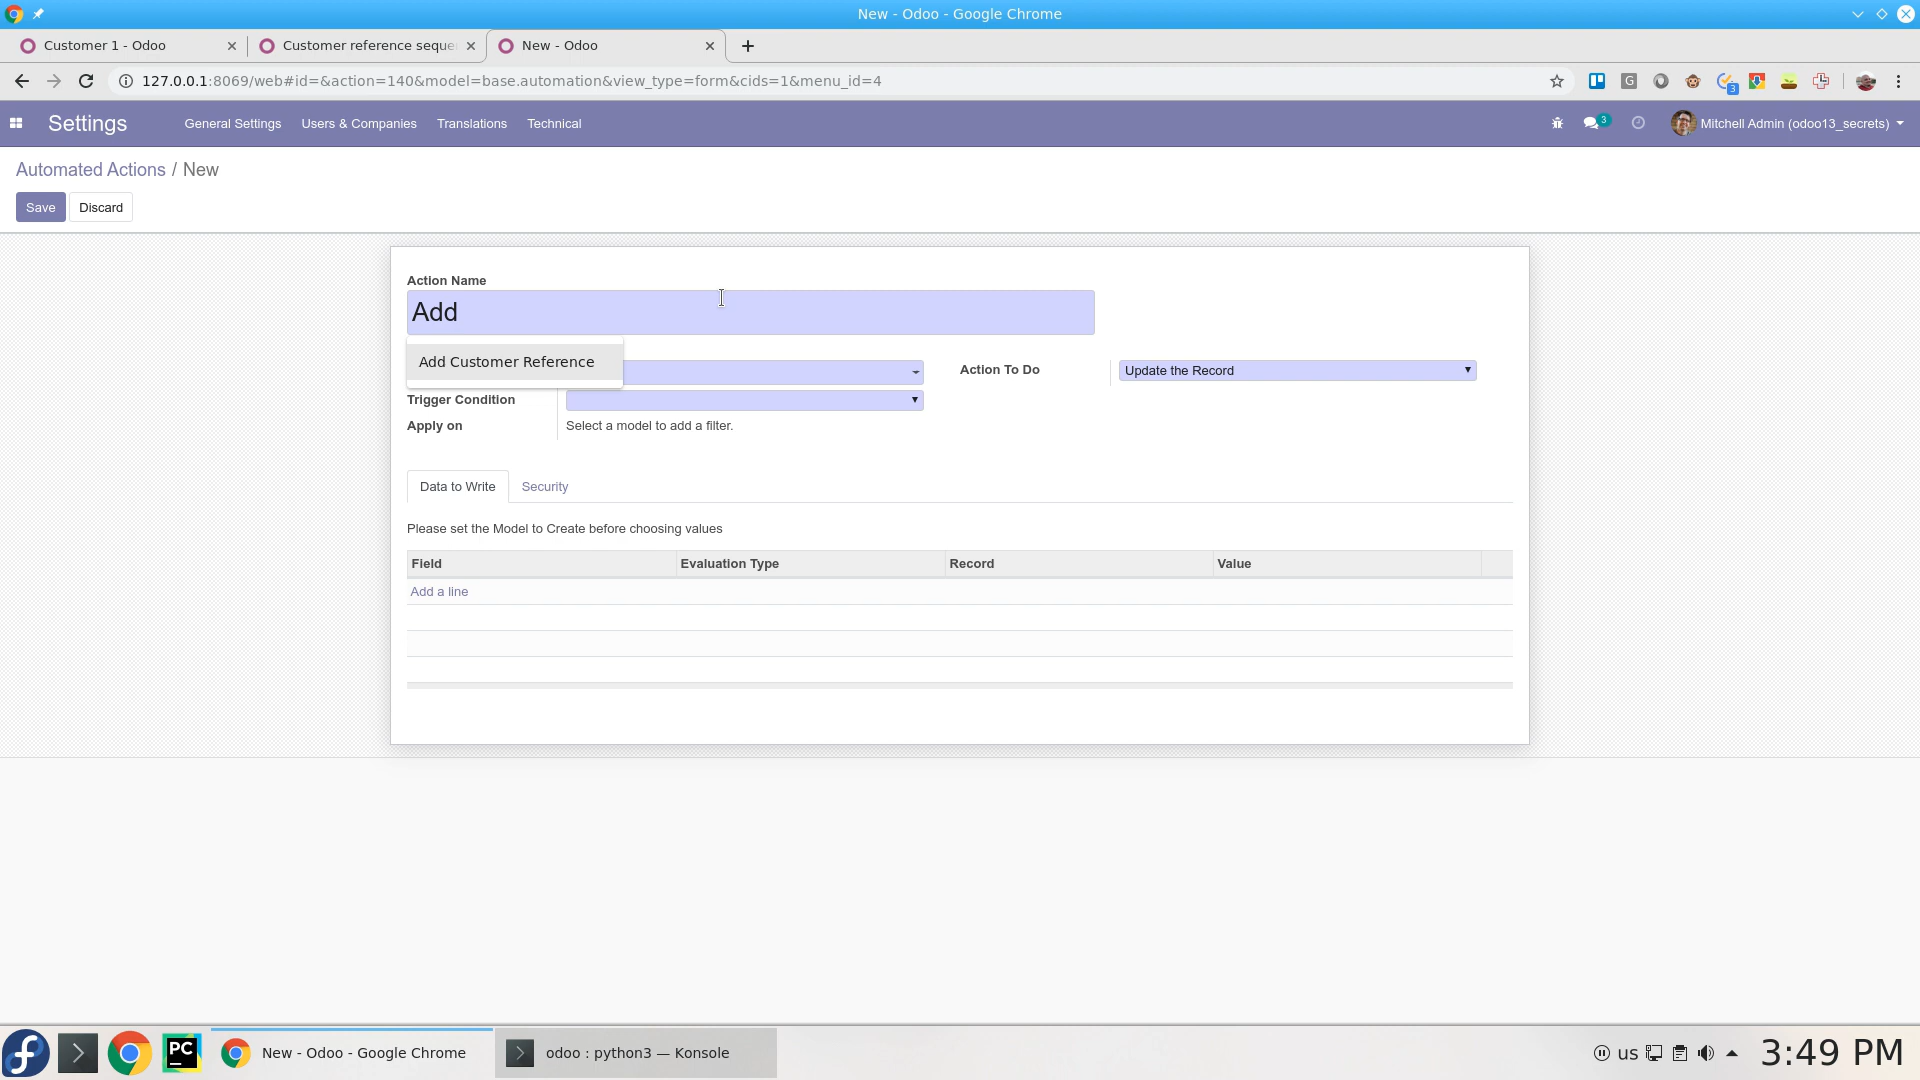 New - Odoo - Google Chrome
Customer 1 - Odoo
Customer reference seque
New - Odoo
127.0.0.1:8069/web#id=&action=140&model=base.automation&view_type=form&cids=1&menu_id=4
G
3
Settings
General Settings
Users & Companies
Translations
Technical
3
Mitchell Admin (odoo13_secrets)
Automated Actions / New
Save
Discard
Action Name
Add
Add Customer Reference
Action To Do
Update the Record
Trigger Condition
Apply on
Select a model to add a filter.
Data to Write
Security
Please set the Model to Create before choosing values
Field
Evaluation Type
Record
Value
Add a line
PC
New - Odoo - Google Chrome
odoo : python3 — Konsole
us
3:49 PM